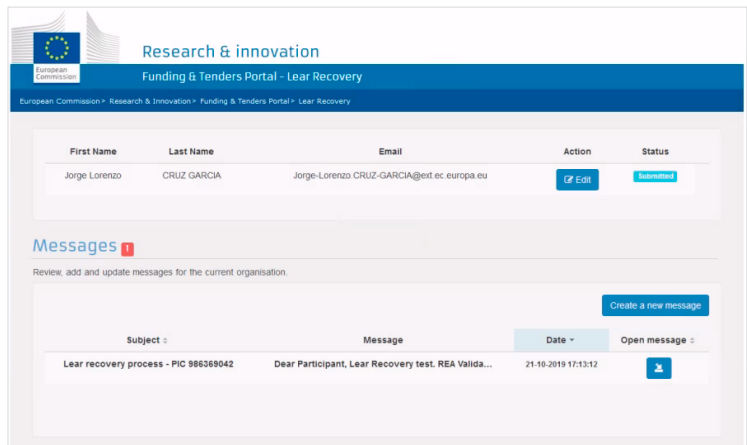 Research & innovation
European
Commission
Funding & Tenders Portal - Lear Recovery
European Commission> Research & Innovation> Funding & Tenders Portal> Lear Recovery
First Name Last Name Email Action Status
Jorge Lorenzo CRUZ GARCIA Jorge-Lorenzo.CRUZ-GARCIA@ext.ec.europa.eu Edit Submitted
Messages 1
Review, add and update messages for the current organisation.
Create a new message
Subject Message Date Open message
Lear recovery process - PIC 986369042 Dear Participant, Lear Recovery test. REA Valida... 21-10-2019 17:13:12